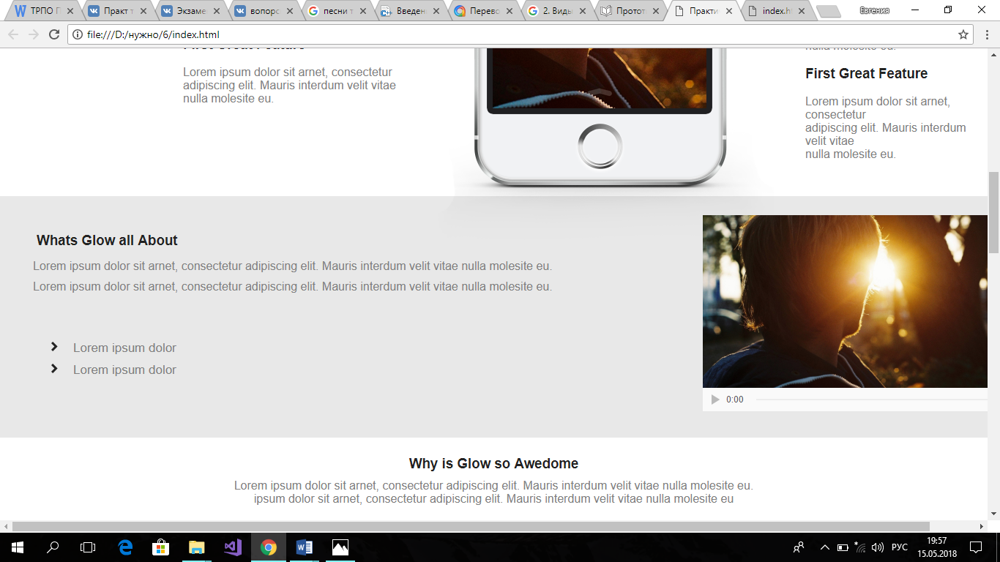 ТРПО П
Практ т
Экзаме
вопорс
песни т
Введен
Перево
2. Виды
Протот
Практи
index.h
Евгения
file:///D:/нужно/6/index.html
Lorem ipsum dolor sit arnet, consectetur
adipiscing elit. Mauris interdum velit vitae
nulla molesite eu.
nulla molesite eu.
First Great Feature
Lorem ipsum dolor sit arnet,
consectetur
adipiscing elit. Mauris interdum
velit vitae
nulla molesite eu.
Whats Glow all About
Lorem ipsum dolor sit arnet, consectetur adipiscing elit. Mauris interdum velit vitae nulla molesite eu.
Lorem ipsum dolor sit arnet, consectetur adipiscing elit. Mauris interdum velit vitae nulla molesite eu.
Lorem ipsum dolor
Lorem ipsum dolor
0:00
Why is Glow so Awedome
Lorem ipsum dolor sit arnet, consectetur adipiscing elit. Mauris interdum velit vitae nulla molesite eu.
ipsum dolor sit arnet, consectetur adipiscing elit. Mauris interdum velit vitae nulla molesite eu
РУС
19:57
15.05.2018